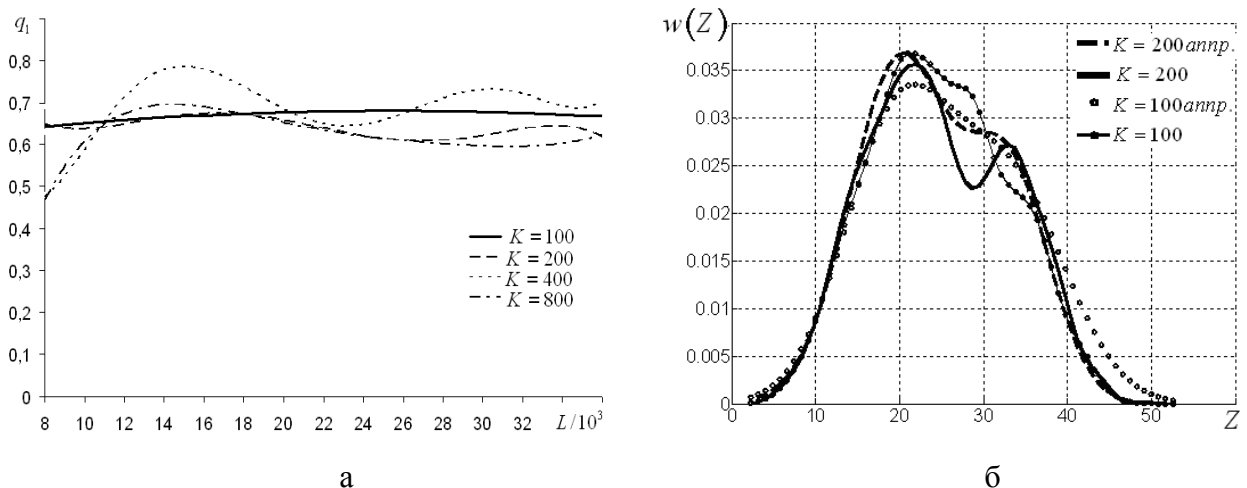 q₁
0,9
0,8
0,7
0,6
0,5
0,4
0,3
0,2
0,1
0
8 10 12 14 16 18 20 22 24 26 28 30 32
L/10³
K = 100
K = 200
K = 400
K = 800
а
w(Z)
0.035
0.03
0.025
0.02
0.015
0.01
0.005
0
0 10 20 30 40 50
Z
K = 200 аппр.
K = 200
K = 100 аппр.
K = 100
б